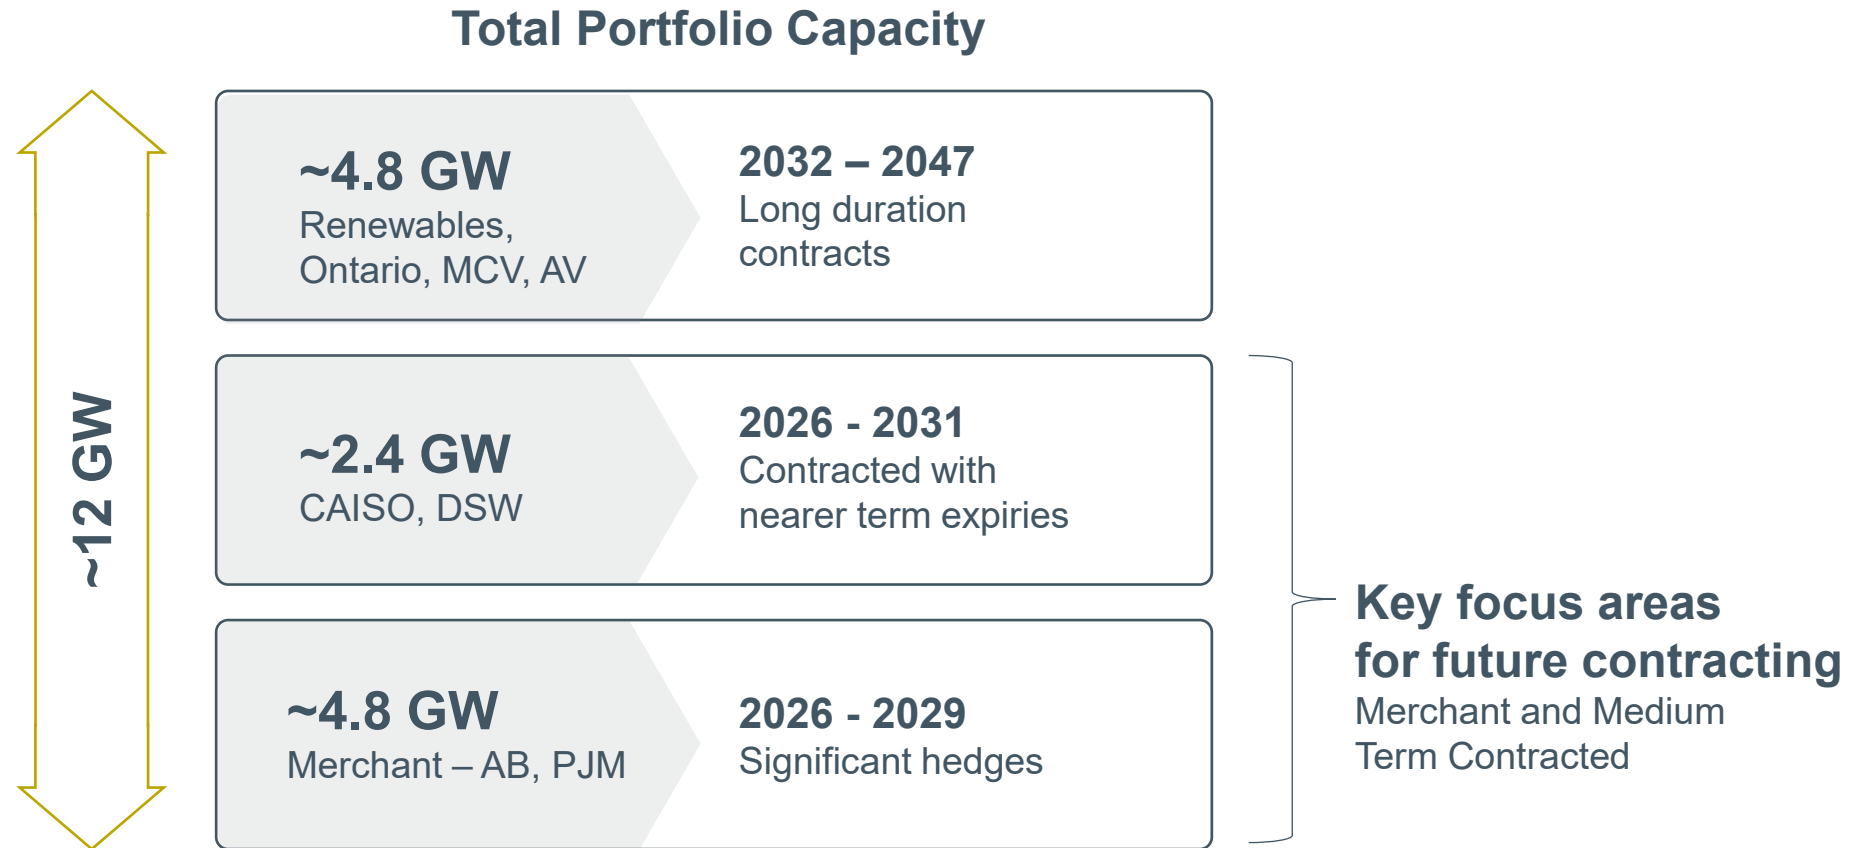 Total Portfolio Capacity
~12 GW
~4.8 GW
Renewables,
Ontario, MCV, AV
2032 – 2047
Long duration
contracts
~2.4 GW
CAISO, DSW
2026 - 2031
Contracted with
nearer term expiries
~4.8 GW
Merchant – AB, PJM
2026 - 2029
Significant hedges
Key focus areas
for future contracting
Merchant and Medium
Term Contracted